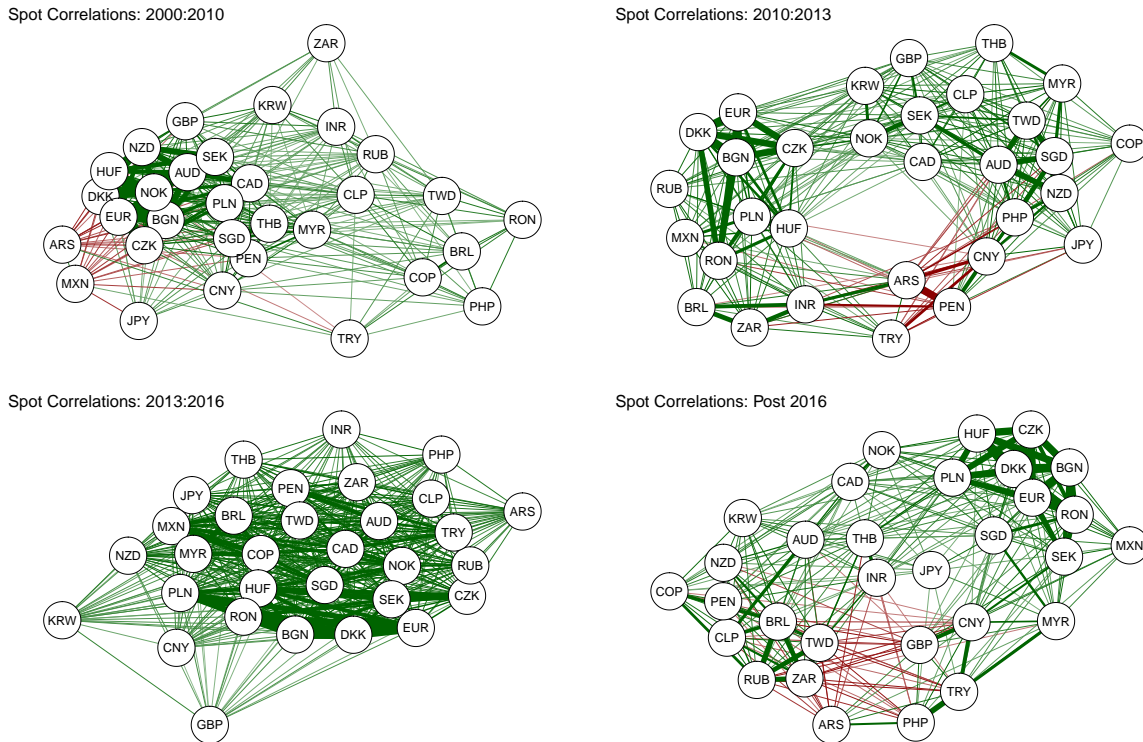 Spot Correlations: 2000:2010
ZAR
KRW
GBP
INR
NZD
SEK
RUB
HUF
AUD
CAD
DKK
NOK
CLP
TWD
PLN
EUR
BGN
THB
RON
ARS
CZK
SGD
MYR
PEN
BRL
MXN
CNY
COP
JPY
PHP
TRY
Spot Correlations: 2010:2013
THB
GBP
MYR
KRW
CLP
EUR
SEK
TWD
DKK
NOK
COP
BGN
CZK
CAD
AUD
SGD
RUB
NZD
PLN
PHP
MXN
HUF
JPY
RON
CNY
ARS
BRL
INR
PEN
ZAR
TRY
Spot Correlations: 2013:2016
INR
THB
PHP
JPY
PEN
ZAR
CLP
ARS
MXN
BRL
TWD
AUD
TRY
NZD
MYR
COP
CAD
NOK
RUB
PLN
HUF
SGD
SEK
CZK
KRW
RON
BGN
DKK
EUR
CNY
GBP
Spot Correlations: Post 2016
HUF
CZK
NOK
DKK
BGN
CAD
PLN
EUR
KRW
RON
AUD
THB
SGD
MXN
NZD
JPY
SEK
COP
PEN
INR
CLP
BRL
TWD
GBP
CNY
MYR
RUB
ZAR
TRY
ARS
PHP